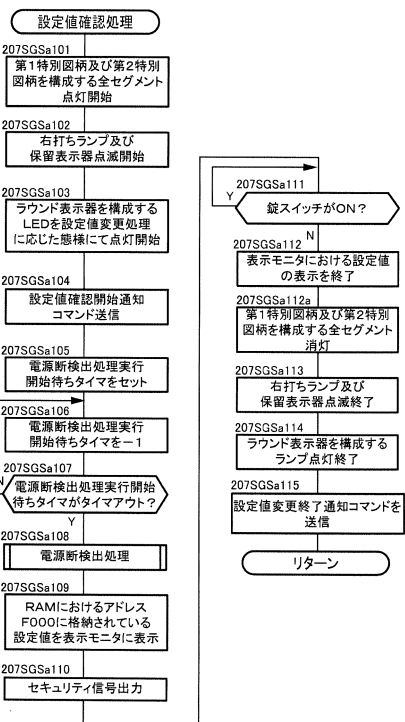 設定値確認処理
207SGSa101
第1特別図柄及び第2特別
図柄を構成する全セグメント
点灯開始
207SGSa102
右打ちランプ及び
保留表示器点滅開始
207SGSa103
ラウンド表示器を構成する
LEDを設定値変更処理
に応じた態様にて点灯開始
207SGSa104
設定値確認開始通知
コマンド送信
207SGSa105
電源断検出処理実行
開始待ちタイマをセット
207SGSa106
電源断検出処理実行
開始待ちタイマを－1
207SGSa107
N
電源断検出処理実行開始
待ちタイマがタイムアウト？
Y
207SGSa108
電源断検出処理
207SGSa109
RAMにおけるアドレス
F000に格納されている
設定値を表示モニタに表示
207SGSa110
セキュリティ信号出力
207SGSa111
Y
錠スイッチがON？
N
207SGSa112
表示モニタにおける設定値
の表示を終了
207SGSa112a
第1特別図柄及び第2特別
図柄を構成する全セグメント
消灯
207SGSa113
右打ちランプ及び
保留表示器点滅終了
207SGSa114
ラウンド表示器を構成する
ランプ点灯終了
207SGSa115
設定値変更終了通知コマンドを
送信
リターン